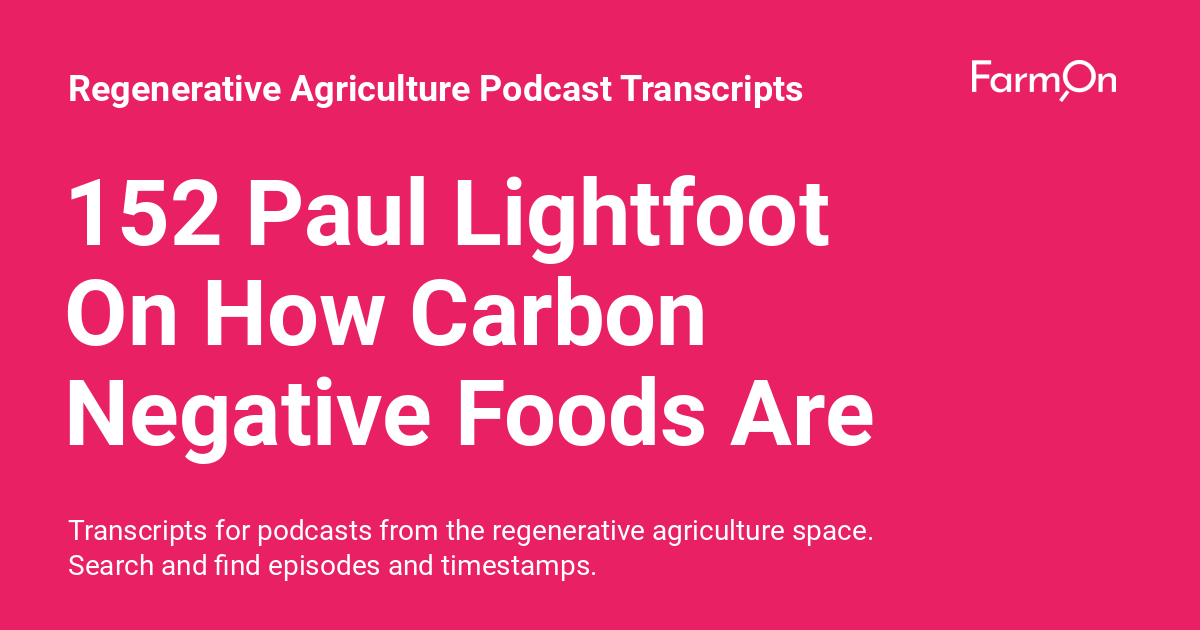 Regenerative Agriculture Podcast Transcripts
FarmOn
152 Paul Lightfoot
On How Carbon
Negative Foods Are
Transcripts for podcasts from the regenerative agriculture space.
Search and find episodes and timestamps.